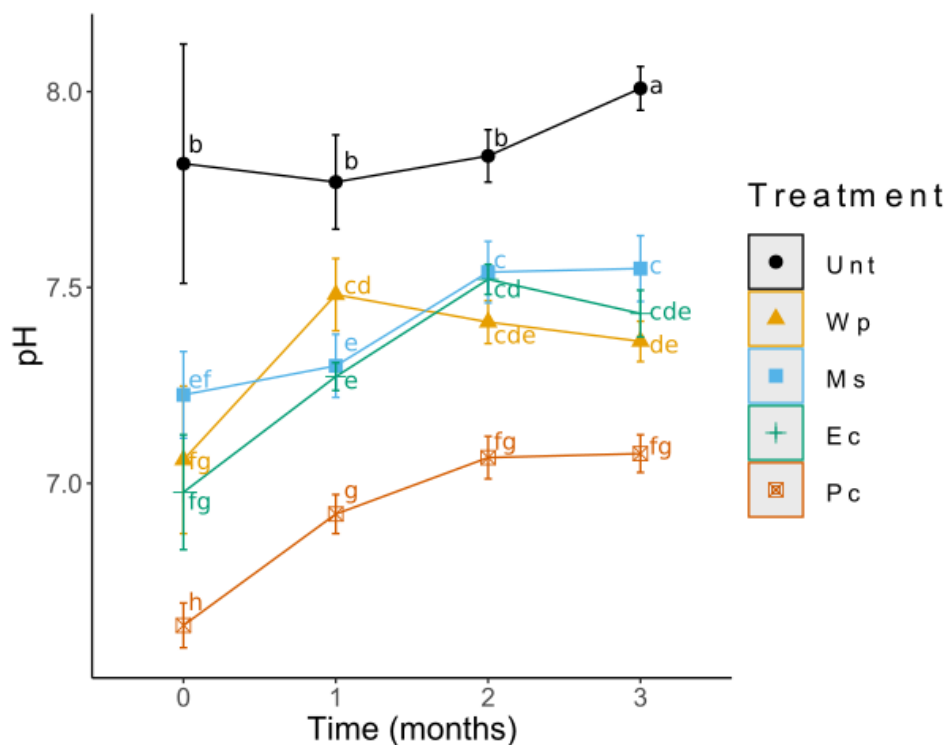 8.0
7.5
7.0
pH
b
b
b
a
ef
e
c
c
fg
cd
cde
de
fg
e
cd
cde
h
g
fg
fg
0 1 2 3
Time (months)
Treatment
Unt
Wp
Ms
Ec
Pc